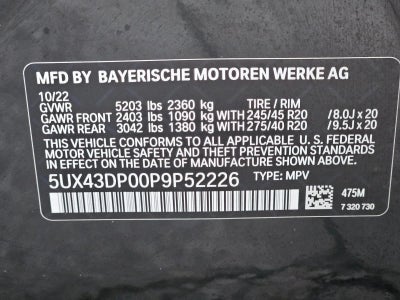 MFD BY BAYERISCHE MOTOREN WERKE AG
10/22
GVWR 5203 lbs 2360 kg TIRE / RIM
GAWR FRONT 2403 lbs 1090 kg WITH 245/45 R20 /8.0J x 20
GAWR REAR 3042 lbs 1380 kg WITH 275/40 R20 /9.5J x 20
THIS VEHICLE CONFORMS TO ALL APPLICABLE U. S. FEDERAL
MOTOR VEHICLE SAFETY AND THEFT PREVENTION STANDARDS
IN EFFECT ON THE DATE OF MANUFACTURE SHOWN ABOVE.
5UX43DP00P9P52226 TYPE: MPV
475M
7 320 730